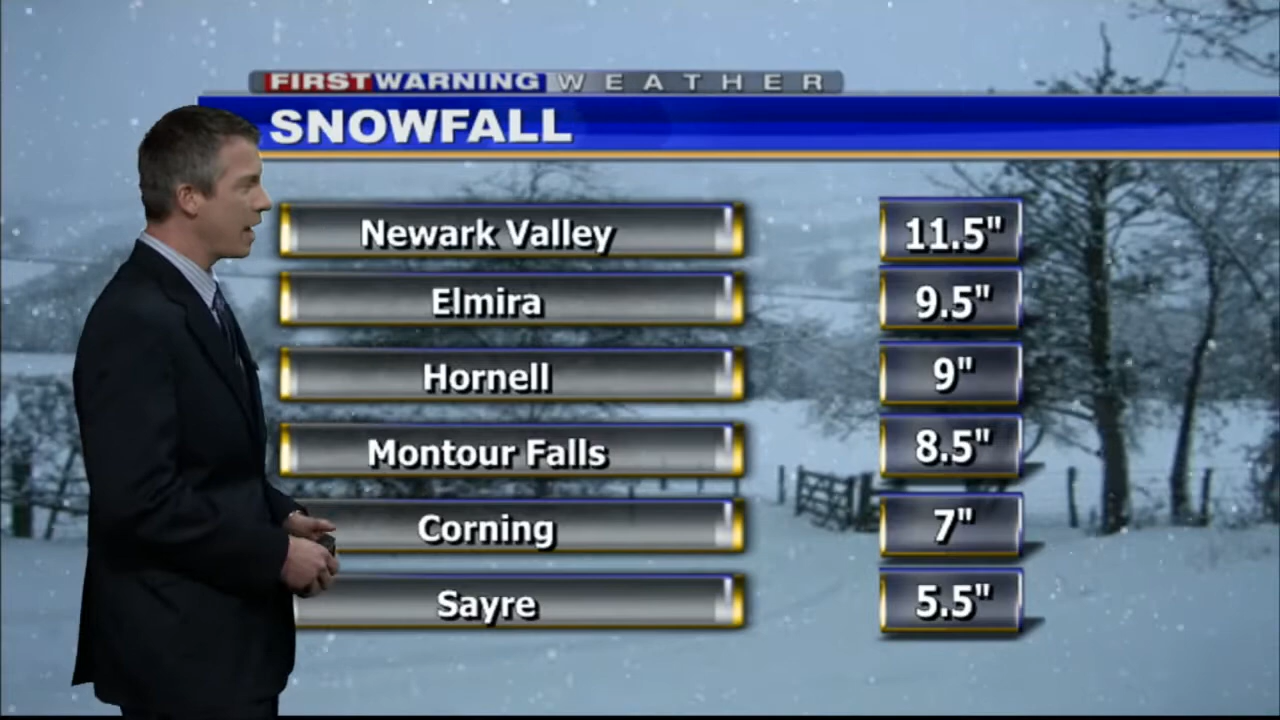 FIRST WARNING WEATHER
SNOWFALL
Newark Valley 11.5"
Elmira 9.5"
Hornell 9"
Montour Falls 8.5"
Corning 7"
Sayre 5.5"